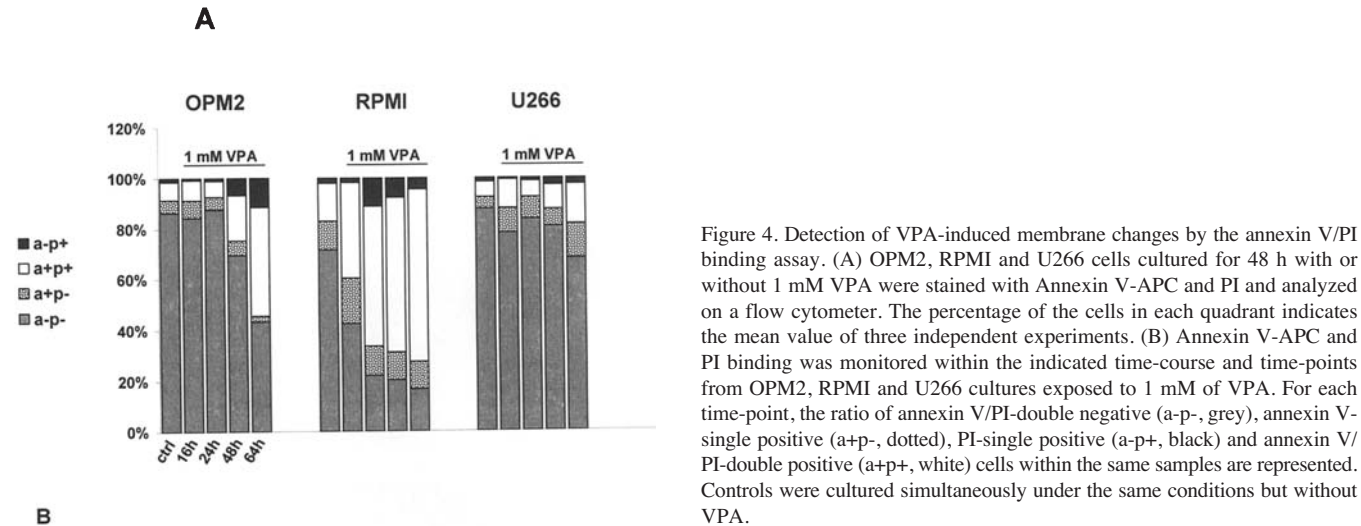 A
OPM2
RPMI
U266
120%
100%
80%
60%
40%
20%
0%
1 mM VPA
1 mM VPA
1 mM VPA
a-p+
a+p+
a+p-
a-p-
ctrl
16h
24h
48h
64h
B
Figure 4. Detection of VPA-induced membrane changes by the annexin V/PI
binding assay. (A) OPM2, RPMI and U266 cells cultured for 48 h with or
without 1 mM VPA were stained with Annexin V-APC and PI and analyzed
on a flow cytometer. The percentage of the cells in each quadrant indicates
the mean value of three independent experiments. (B) Annexin V-APC and
PI binding was monitored within the indicated time-course and time-points
from OPM2, RPMI and U266 cultures exposed to 1 mM of VPA. For each
time-point, the ratio of annexin V/PI-double negative (a-p-, grey), annexin V-
single positive (a+p-, dotted), PI-single positive (a-p+, black) and annexin V/
PI-double positive (a+p+, white) cells within the same samples are represented.
Controls were cultured simultaneously under the same conditions but without
VPA.